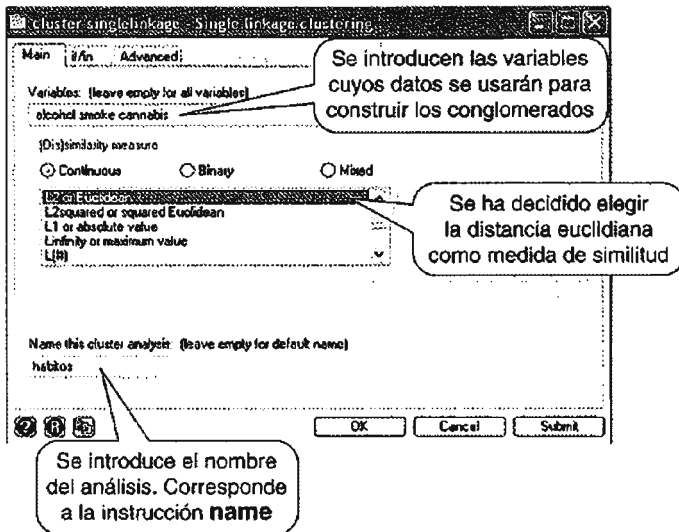 cluster singlelinkage - Single-linkage clustering
Main if/in Advanced
Se introducen las variables
cuyos datos se usarán para
construir los conglomerados
Variables: (leave empty for all variables)
alcohol smoke cannabis
(Dis)similarity measure
Continuous Binary Mixed
L2 or Euclidean
L2squared or squared Euclidean
L1 or absolute value
Linfinity or maximum value
L(#)
Se ha decidido elegir
la distancia euclidiana
como medida de similitud
Name this cluster analysis: (leave empty for default name)
habitos
OK Cancel Submit
Se introduce el nombre
del análisis. Corresponde
a la instrucción name